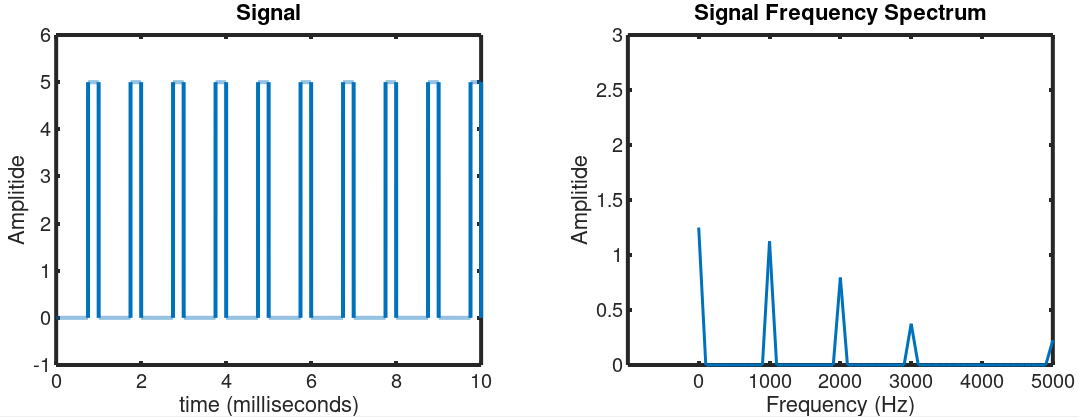 Signal
6
5
4
3
2
1
0
-1
Amplitide
0 2 4 6 8 10
time (milliseconds)
Signal Frequency Spectrum
3
2.5
2
1.5
1
0.5
0
Amplitide
0 1000 2000 3000 4000 5000
Frequency (Hz)